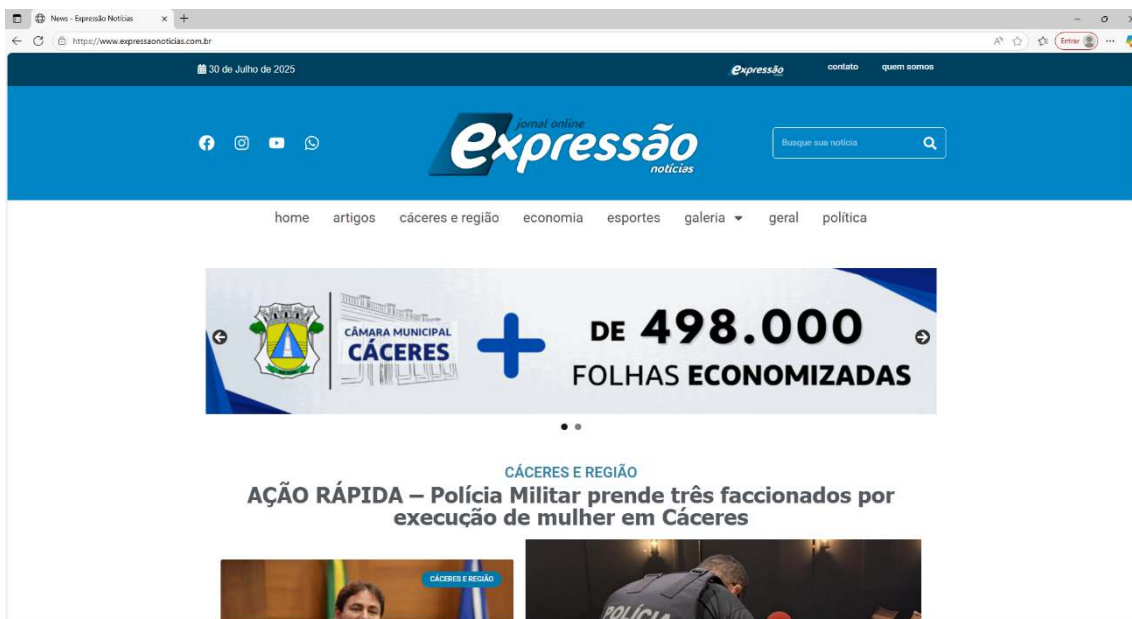 News - Expressão Notícias
https://www.expressaonoticias.com.br
Entrar
30 de Julho de 2025
expressão
contato
quem somos
jornal online
expressão
notícias
Busque sua notícia
home artigos cáceres e região economia esportes galeria geral política
CÂMARA MUNICIPAL
CÁCERES
DE 498.000
FOLHAS ECONOMIZADAS
CÁCERES E REGIÃO
AÇÃO RÁPIDA – Polícia Militar prende três faccionados por
execução de mulher em Cáceres
CÁCERES E REGIÃO
POLÍCIA